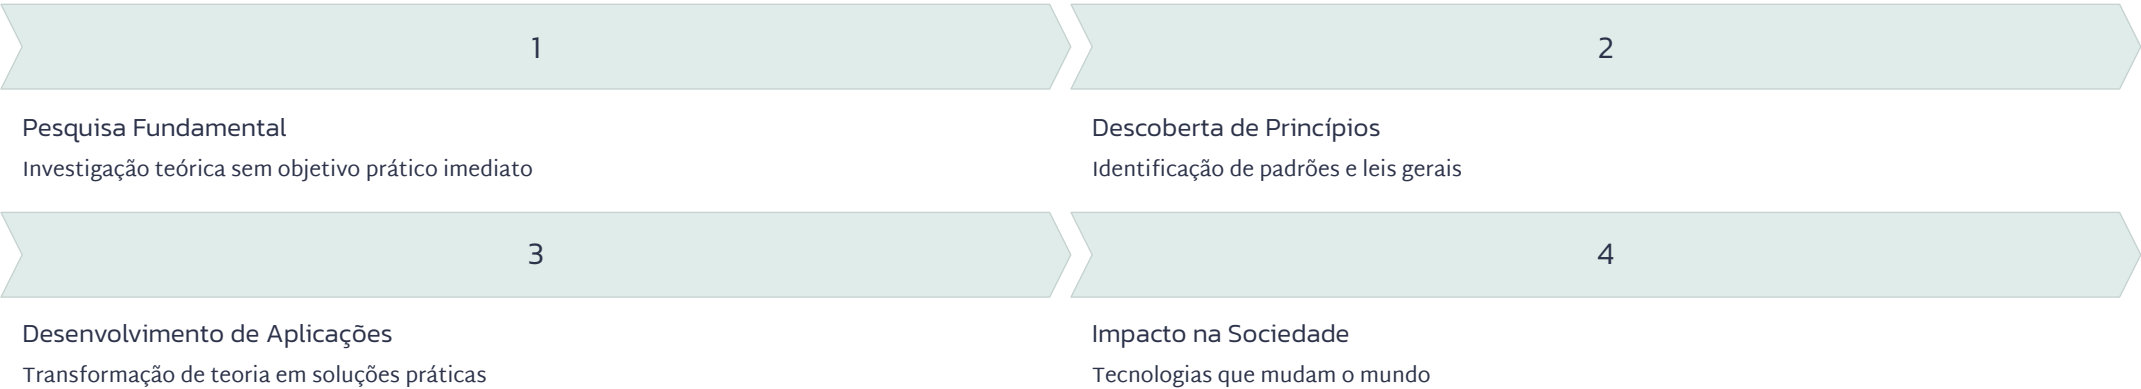 1
Pesquisa Fundamental
Investigação teórica sem objetivo prático imediato
2
Descoberta de Princípios
Identificação de padrões e leis gerais
3
Desenvolvimento de Aplicações
Transformação de teoria em soluções práticas
4
Impacto na Sociedade
Tecnologias que mudam o mundo